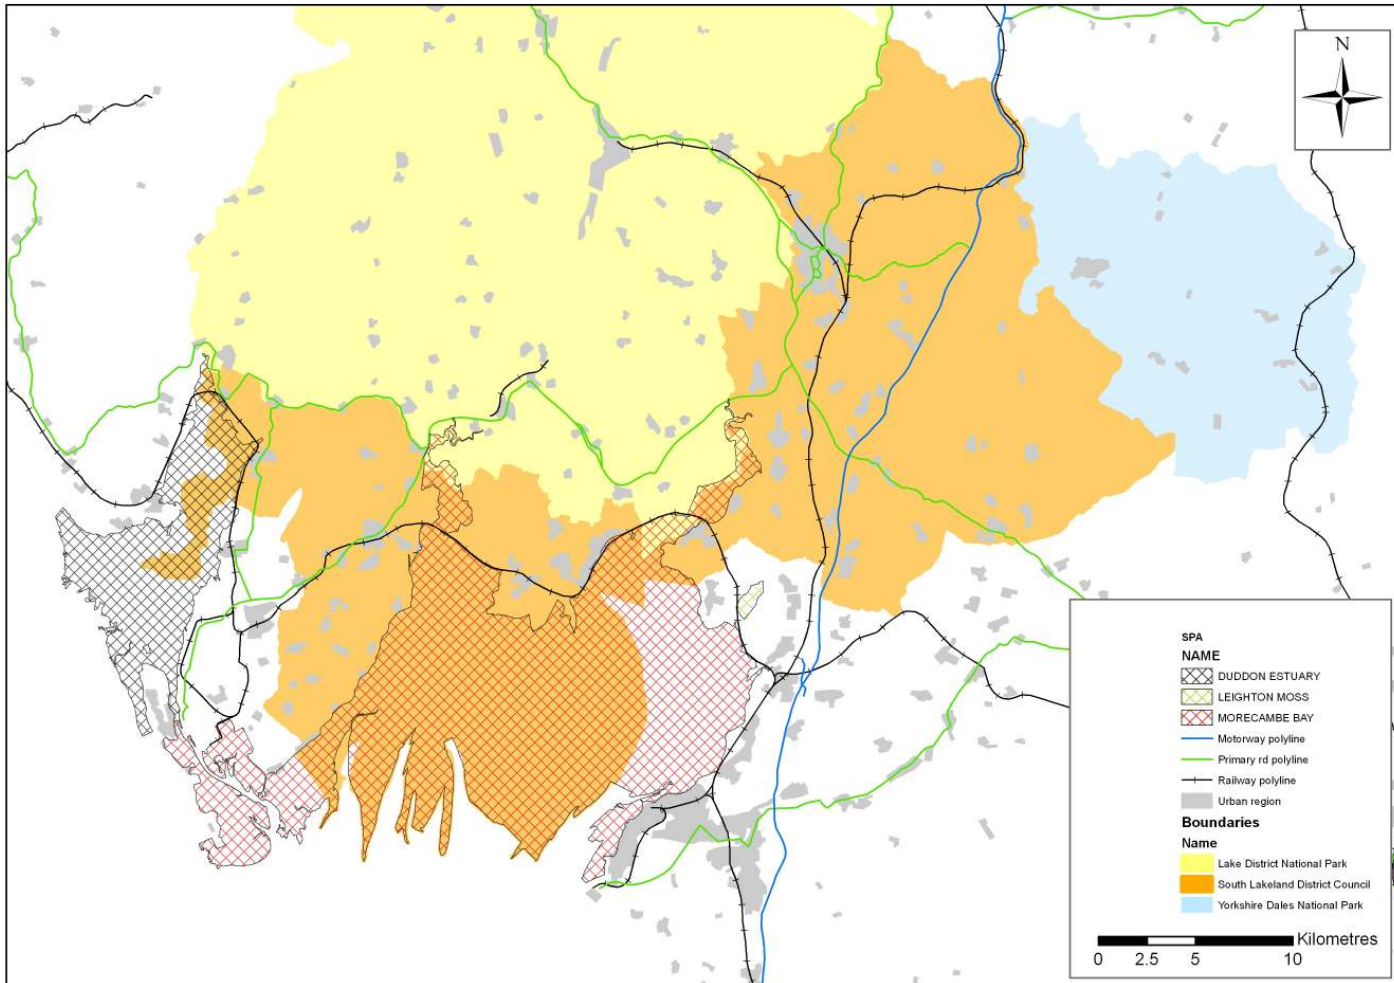 N
SPA
NAME
DUDDON ESTUARY
LEIGHTON MOSS
MORECAMBE BAY
Motorway polyline
Primary rd polyline
Railway polyline
Urban region
Boundaries
Name
Lake District National Park
South Lakeland District Council
Yorkshire Dales National Park
Kilometres
0 2.5 5 10